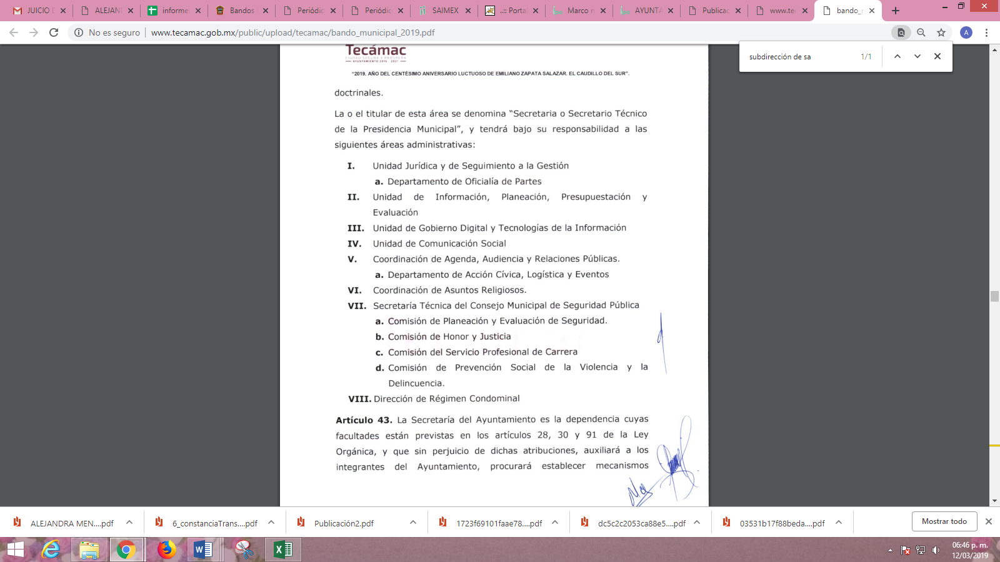 JUICIO D
ALEJAN
informe
Bandos
Periódic
Periódic
SAIMEX
..:: Portal
Marco n
AYUNTA
Publicac
www.tec
bando_
No es seguro
www.tecamac.gob.mx/public/upload/tecamac/bando_municipal_2019.pdf
A
subdirección de sa
1/1
Tecámac
CIUDAD SEGURA Y PRÓSPERA
AYUNTAMIENTO 2019 - 2021
"2019. AÑO DEL CENTÉSIMO ANIVERSARIO LUCTUOSO DE EMILIANO ZAPATA SALAZAR. EL CAUDILLO DEL SUR".
doctrinales.
La o el titular de esta área se denomina “Secretaria o Secretario Técnico
de la Presidencia Municipal”, y tendrá bajo su responsabilidad a las
siguientes áreas administrativas:
I. Unidad Jurídica y de Seguimiento a la Gestión
a. Departamento de Oficialía de Partes
II. Unidad de Información, Planeación, Presupuestación y
Evaluación
III. Unidad de Gobierno Digital y Tecnologías de la Información
IV. Unidad de Comunicación Social
V. Coordinación de Agenda, Audiencia y Relaciones Públicas.
a. Departamento de Acción Cívica, Logística y Eventos
VI. Coordinación de Asuntos Religiosos.
VII. Secretaría Técnica del Consejo Municipal de Seguridad Pública
a. Comisión de Planeación y Evaluación de Seguridad.
b. Comisión de Honor y Justicia
c. Comisión del Servicio Profesional de Carrera
d. Comisión de Prevención Social de la Violencia y la
Delincuencia.
VIII. Dirección de Régimen Condominal
Artículo 43. La Secretaría del Ayuntamiento es la dependencia cuyas
facultades están previstas en los artículos 28, 30 y 91 de la Ley
Orgánica, y que sin perjuicio de dichas atribuciones, auxiliará a los
integrantes del Ayuntamiento, procurará establecer mecanismos
ALEJANDRA MEN....pdf
6_constanciaTrans....pdf
Publicación2.pdf
1723f69101faae78....pdf
dc5c2c2053ca88e5....pdf
03531b17f88beda....pdf
Mostrar todo
06:46 p. m.
12/03/2019